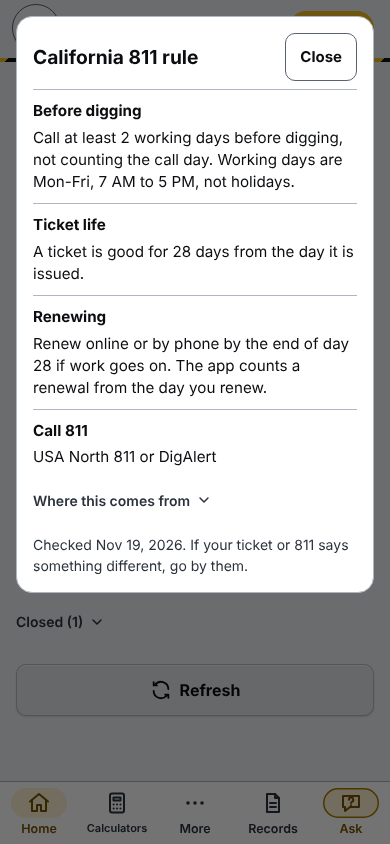 California 811 rule
Close
Before digging
Call at least 2 working days before digging,
not counting the call day. Working days are
Mon-Fri, 7 AM to 5 PM, not holidays.
Ticket life
A ticket is good for 28 days from the day it is
issued.
Renewing
Renew online or by phone by the end of day
28 if work goes on. The app counts a
renewal from the day you renew.
Call 811
USA North 811 or DigAlert
Where this comes from
Checked Nov 19, 2026. If your ticket or 811 says
something different, go by them.
Closed (1)
Refresh
Home
Calculators
More
Records
Ask